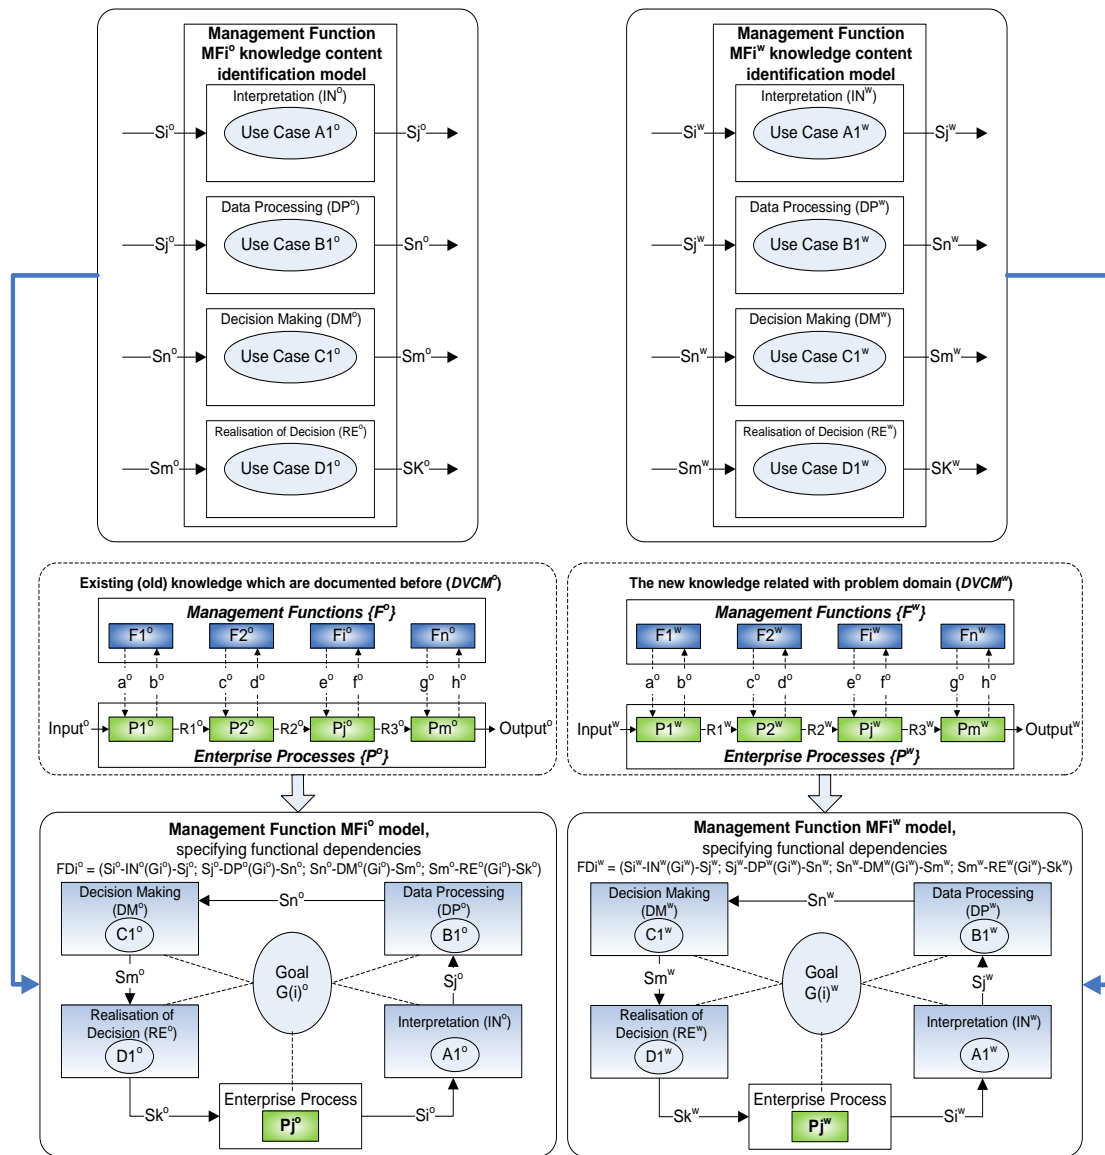 Management Function
MFiᵒ knowledge content
identification model
Interpretation (INᵒ)
Siᵒ
Use Case A1ᵒ
Sjᵒ
Data Processing (DPᵒ)
Sjᵒ
Use Case B1ᵒ
Snᵒ
Decision Making (DMᵒ)
Snᵒ
Use Case C1ᵒ
Smᵒ
Realisation of Decision (REᵒ)
Smᵒ
Use Case D1ᵒ
SKᵒ
Management Function
MFiʷ knowledge content
identification model
Interpretation (INʷ)
Siʷ
Use Case A1ʷ
Sjʷ
Data Processing (DPʷ)
Sjʷ
Use Case B1ʷ
Snʷ
Decision Making (DMʷ)
Snʷ
Use Case C1ʷ
Smʷ
Realisation of Decision (REʷ)
Smʷ
Use Case D1ʷ
SKʷ
Existing (old) knowledge which are documented before (DVCMᵒ)
Management Functions {Fᵒ}
F1ᵒ F2ᵒ Fiᵒ Fnᵒ
aᵒ bᵒ cᵒ dᵒ eᵒ fᵒ gᵒ hᵒ
Inputᵒ P1ᵒ R1ᵒ P2ᵒ R2ᵒ Pjᵒ R3ᵒ Pmᵒ Outputᵒ
Enterprise Processes {Pᵒ}
The new knowledge related with problem domain (DVCMʷ)
Management Functions {Fʷ}
F1ʷ F2ʷ Fiʷ Fnʷ
aʷ bʷ cʷ dʷ eʷ fʷ gʷ hʷ
Inputʷ P1ʷ R1ʷ P2ʷ R2ʷ Pjʷ R3ʷ Pmʷ Outputʷ
Enterprise Processes {Pʷ}
Management Function MFiᵒ model,
specifying functional dependencies
FDiᵒ = (Siᵒ-INᵒ(Giᵒ)-Sjᵒ; Sjᵒ-DPᵒ(Giᵒ)-Snᵒ; Snᵒ-DMᵒ(Giᵒ)-Smᵒ; Smᵒ-REᵒ(Giᵒ)-Skᵒ)
Decision Making
(DMᵒ)
C1ᵒ
Snᵒ
Data Processing
(DPᵒ)
B1ᵒ
Smᵒ
Goal
G(i)ᵒ
Sjᵒ
Realisation of
Decision (REᵒ)
D1ᵒ
Interpretation (INᵒ)
A1ᵒ
Skᵒ
Enterprise Process
Pjᵒ
Siᵒ
Management Function MFiʷ model,
specifying functional dependencies
FDiʷ = (Siʷ-INʷ(Giʷ)-Sjʷ; Sjʷ-DPʷ(Giʷ)-Snʷ; Snʷ-DMʷ(Giʷ)-Smʷ; Smʷ-REʷ(Giʷ)-Skʷ)
Decision Making
(DMʷ)
C1ʷ
Snʷ
Data Processing
(DPʷ)
B1ʷ
Smʷ
Goal
G(i)ʷ
Sjʷ
Realisation of
Decision (REʷ)
D1ʷ
Interpretation (INʷ)
A1ʷ
Skʷ
Enterprise Process
Pjʷ
Siʷ